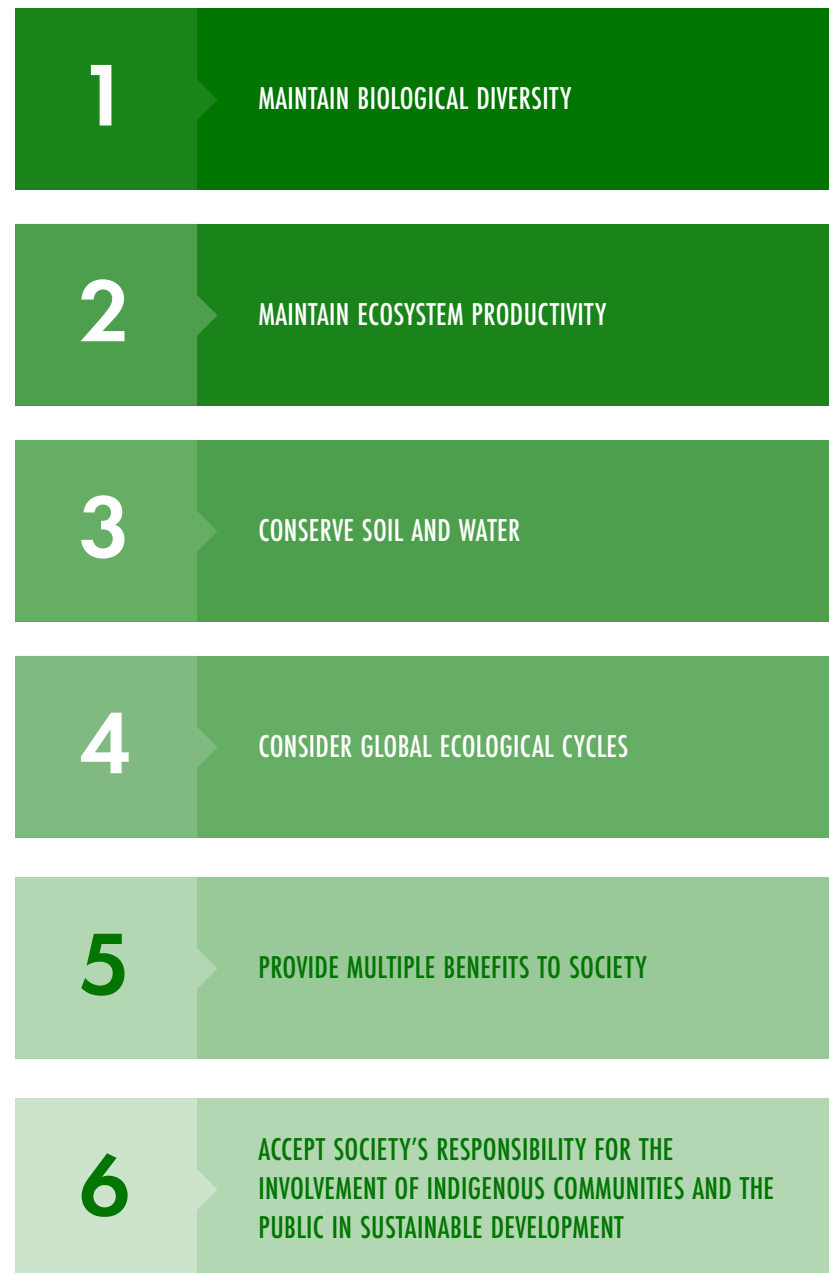 1
MAINTAIN BIOLOGICAL DIVERSITY
2
MAINTAIN ECOSYSTEM PRODUCTIVITY
3
CONSERVE SOIL AND WATER
4
CONSIDER GLOBAL ECOLOGICAL CYCLES
5
PROVIDE MULTIPLE BENEFITS TO SOCIETY
6
ACCEPT SOCIETY’S RESPONSIBILITY FOR THE
INVOLVEMENT OF INDIGENOUS COMMUNITIES AND THE
PUBLIC IN SUSTAINABLE DEVELOPMENT